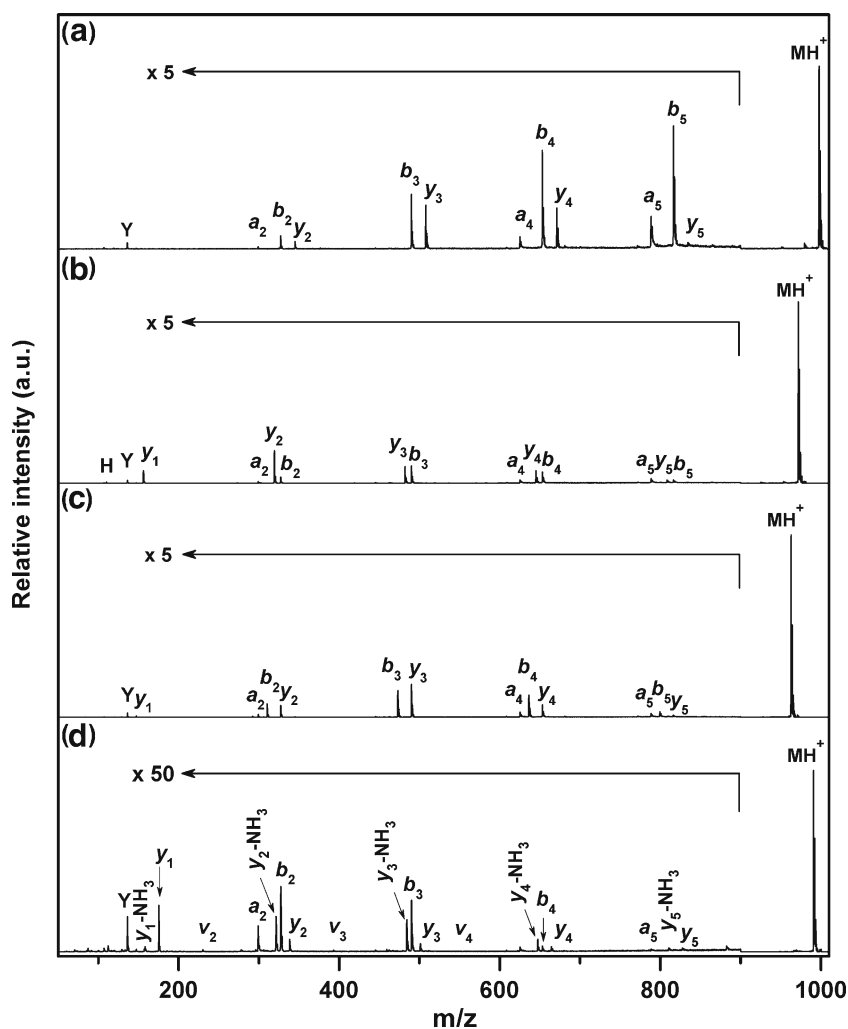 (a)
MH⁺
x 5
b₅
b₄
b₃
y₃
y₄
a₅
a₄
b₂
a₂
y₂
y₅
Y
(b)
MH⁺
x 5
y₂
y₃ b₃
y₄
H Y y₁
a₂ b₂
a₄ b₄
a₅ y₅ b₅
(c)
MH⁺
x 5
b₃ y₃
b₄
b₂ y₂
a₄ y₄
Y y₁
a₂
a₅ b₅ y₅
(d)
MH⁺
x 50
y₂-NH₃
y₃-NH₃
y₄-NH₃
y₅-NH₃
y₁
b₂
b₃
b₄
Y
y₁-NH₃
a₂
y₂
y₃
y₄
a₅
y₅
v₂
v₃
v₄
Relative intensity (a.u.)
200 400 600 800 1000
m/z